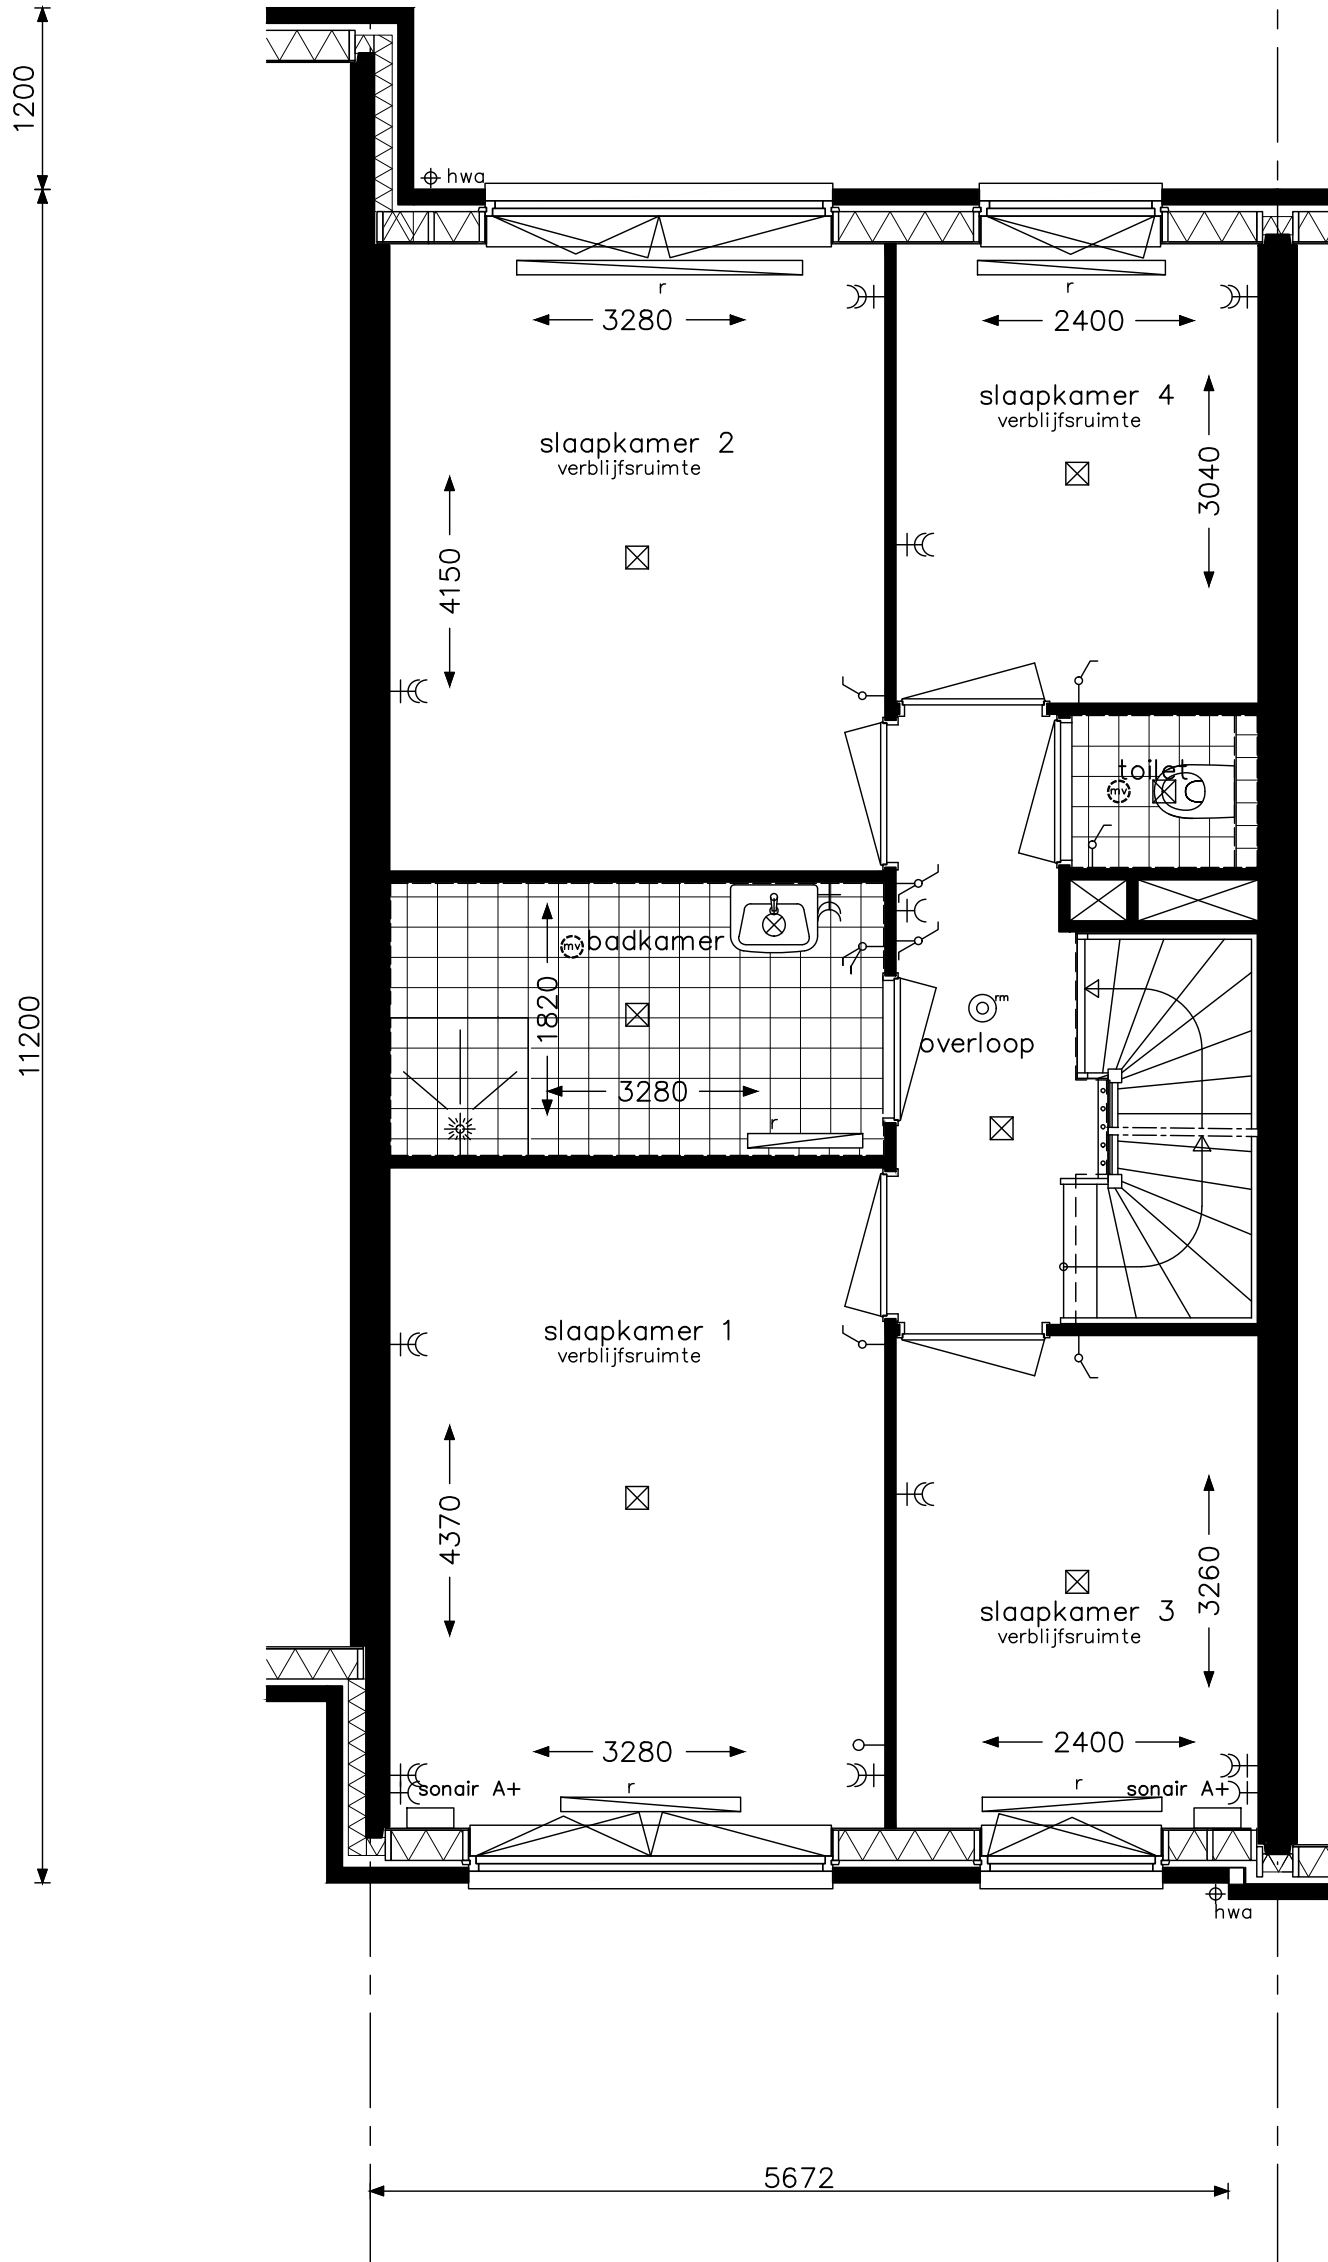 1200
hwa
r
r
3280
2400
slaapkamer 4
verblijfsruimte
slaapkamer 2
verblijfsruimte
3040
4150
toilet
mv
mv badkamer
1820
11200
rm
overloop
3280
r
slaapkamer 1
verblijfsruimte
4370
3260
slaapkamer 3
verblijfsruimte
3280
2400
r
r
sonair A+
sonair A+
hwa
5672